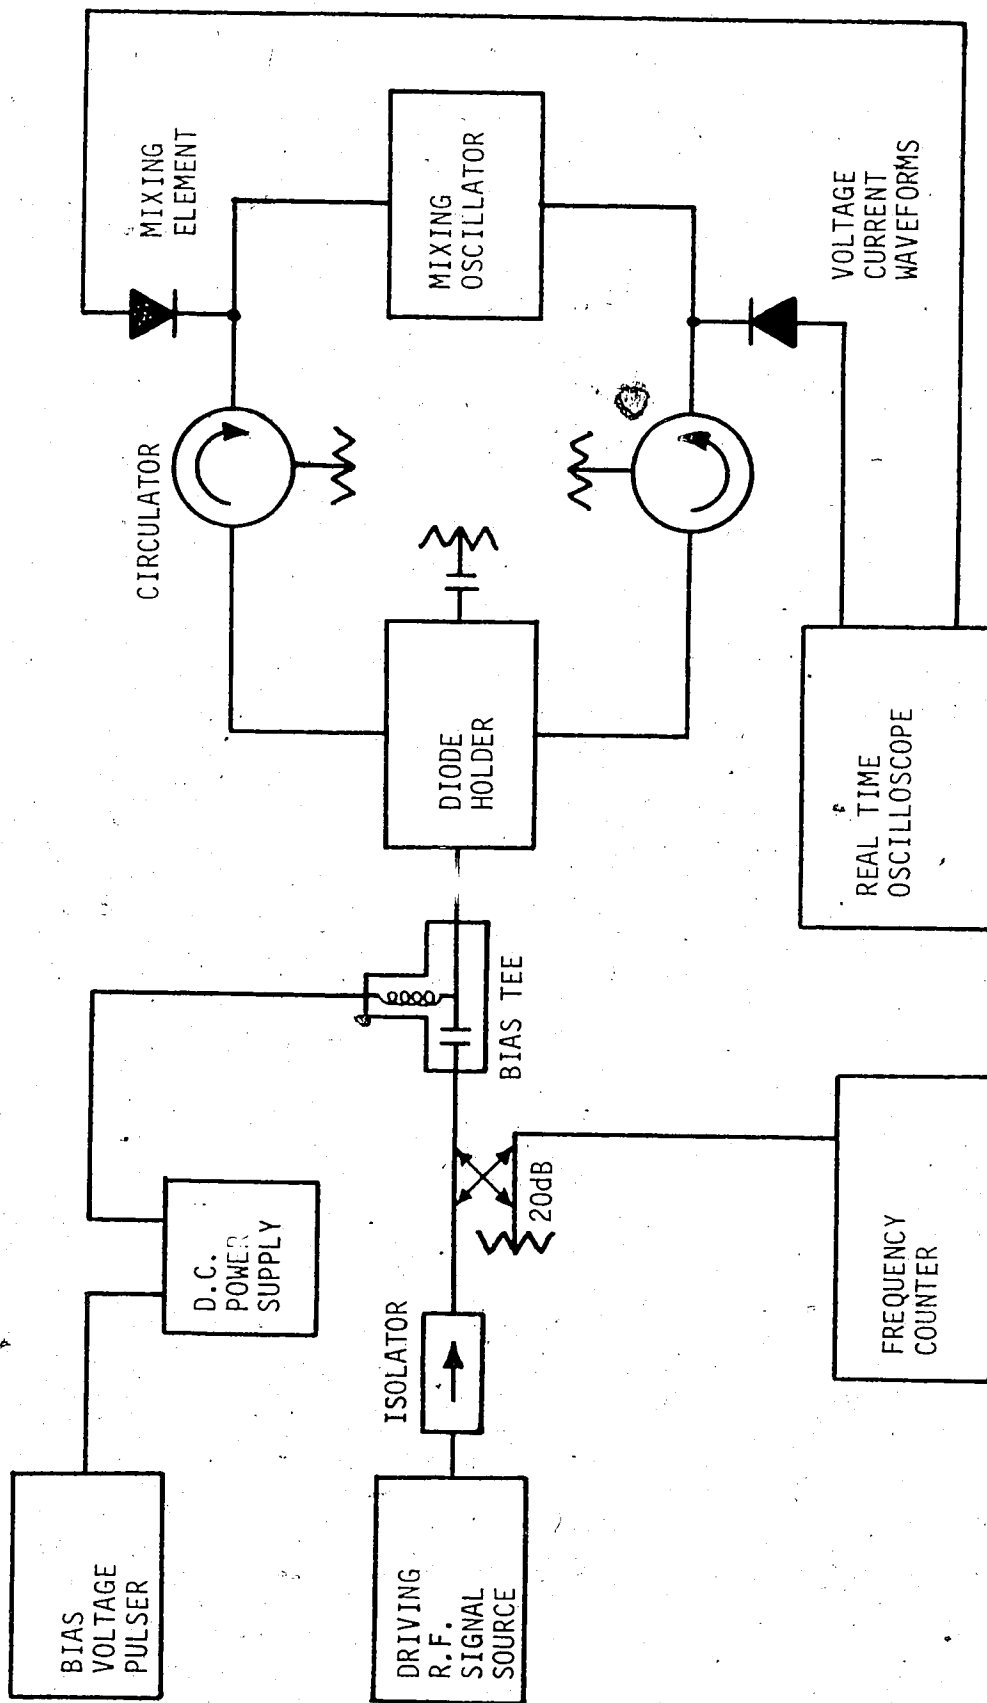 BIAS
VOLTAGE
PULSER
D.C.
POWER
SUPPLY
DRIVING
R.F.
SIGNAL
SOURCE
ISOLATOR
20dB
BIAS TEE
FREQUENCY
COUNTER
DIODE
HOLDER
CIRCULATOR
MIXING
ELEMENT
MIXING
OSCILLATOR
VOLTAGE
CURRENT
WAVEFORMS
REAL TIME
OSCILLOSCOPE